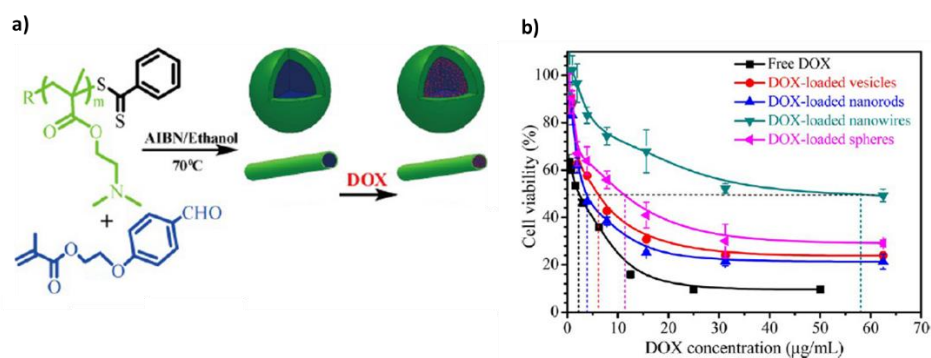 a)
R
m
S
S
O
O
N
AIBN/Ethanol
70℃
DOX
+
CHO
O
O
O
b)
Free DOX
DOX-loaded vesicles
DOX-loaded nanorods
DOX-loaded nanowires
DOX-loaded spheres
Cell viability (%)
100
80
60
40
20
0
0 10 20 30 40 50 60 70
DOX concentration (μg/mL)